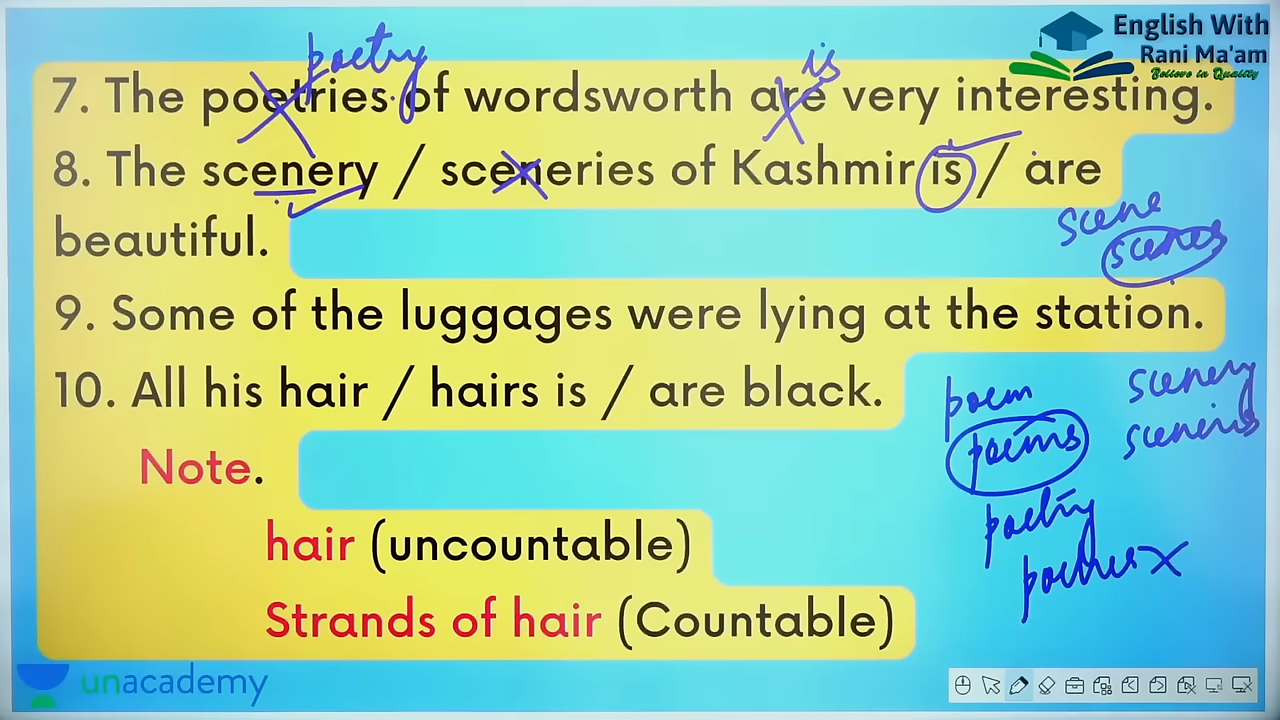 English With
Rani Ma'am
Believe in Quality
poetry
is
7. The poetries of wordsworth are very interesting.
8. The scenery / sceneries of Kashmir is / are
beautiful.
scene
scenes
9. Some of the luggages were lying at the station.
10. All his hair / hairs is / are black.
poem
scenery
poems
sceneries
Note.
poetry
hair (uncountable)
Strands of hair (Countable)
unacademy